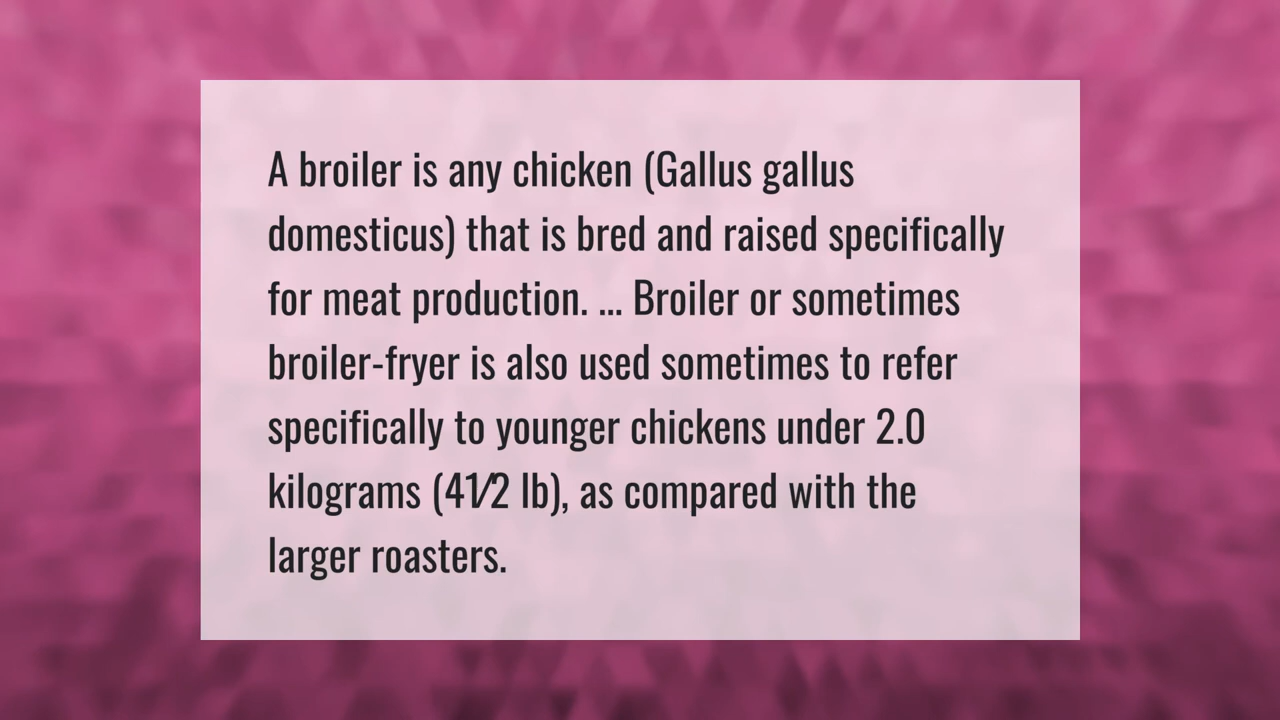 A broiler is any chicken (Gallus gallus
domesticus) that is bred and raised specifically
for meat production. ... Broiler or sometimes
broiler-fryer is also used sometimes to refer
specifically to younger chickens under 2.0
kilograms (41⁄2 lb), as compared with the
larger roasters.